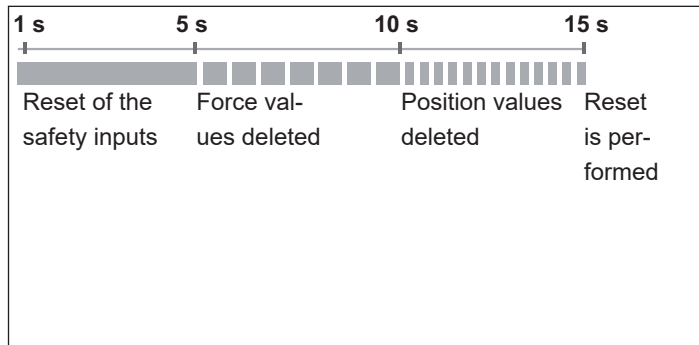 1 s 5 s 10 s 15 s
Reset of the
safety inputs
Force val-
ues deleted
Position values
deleted
Reset
is per-
formed